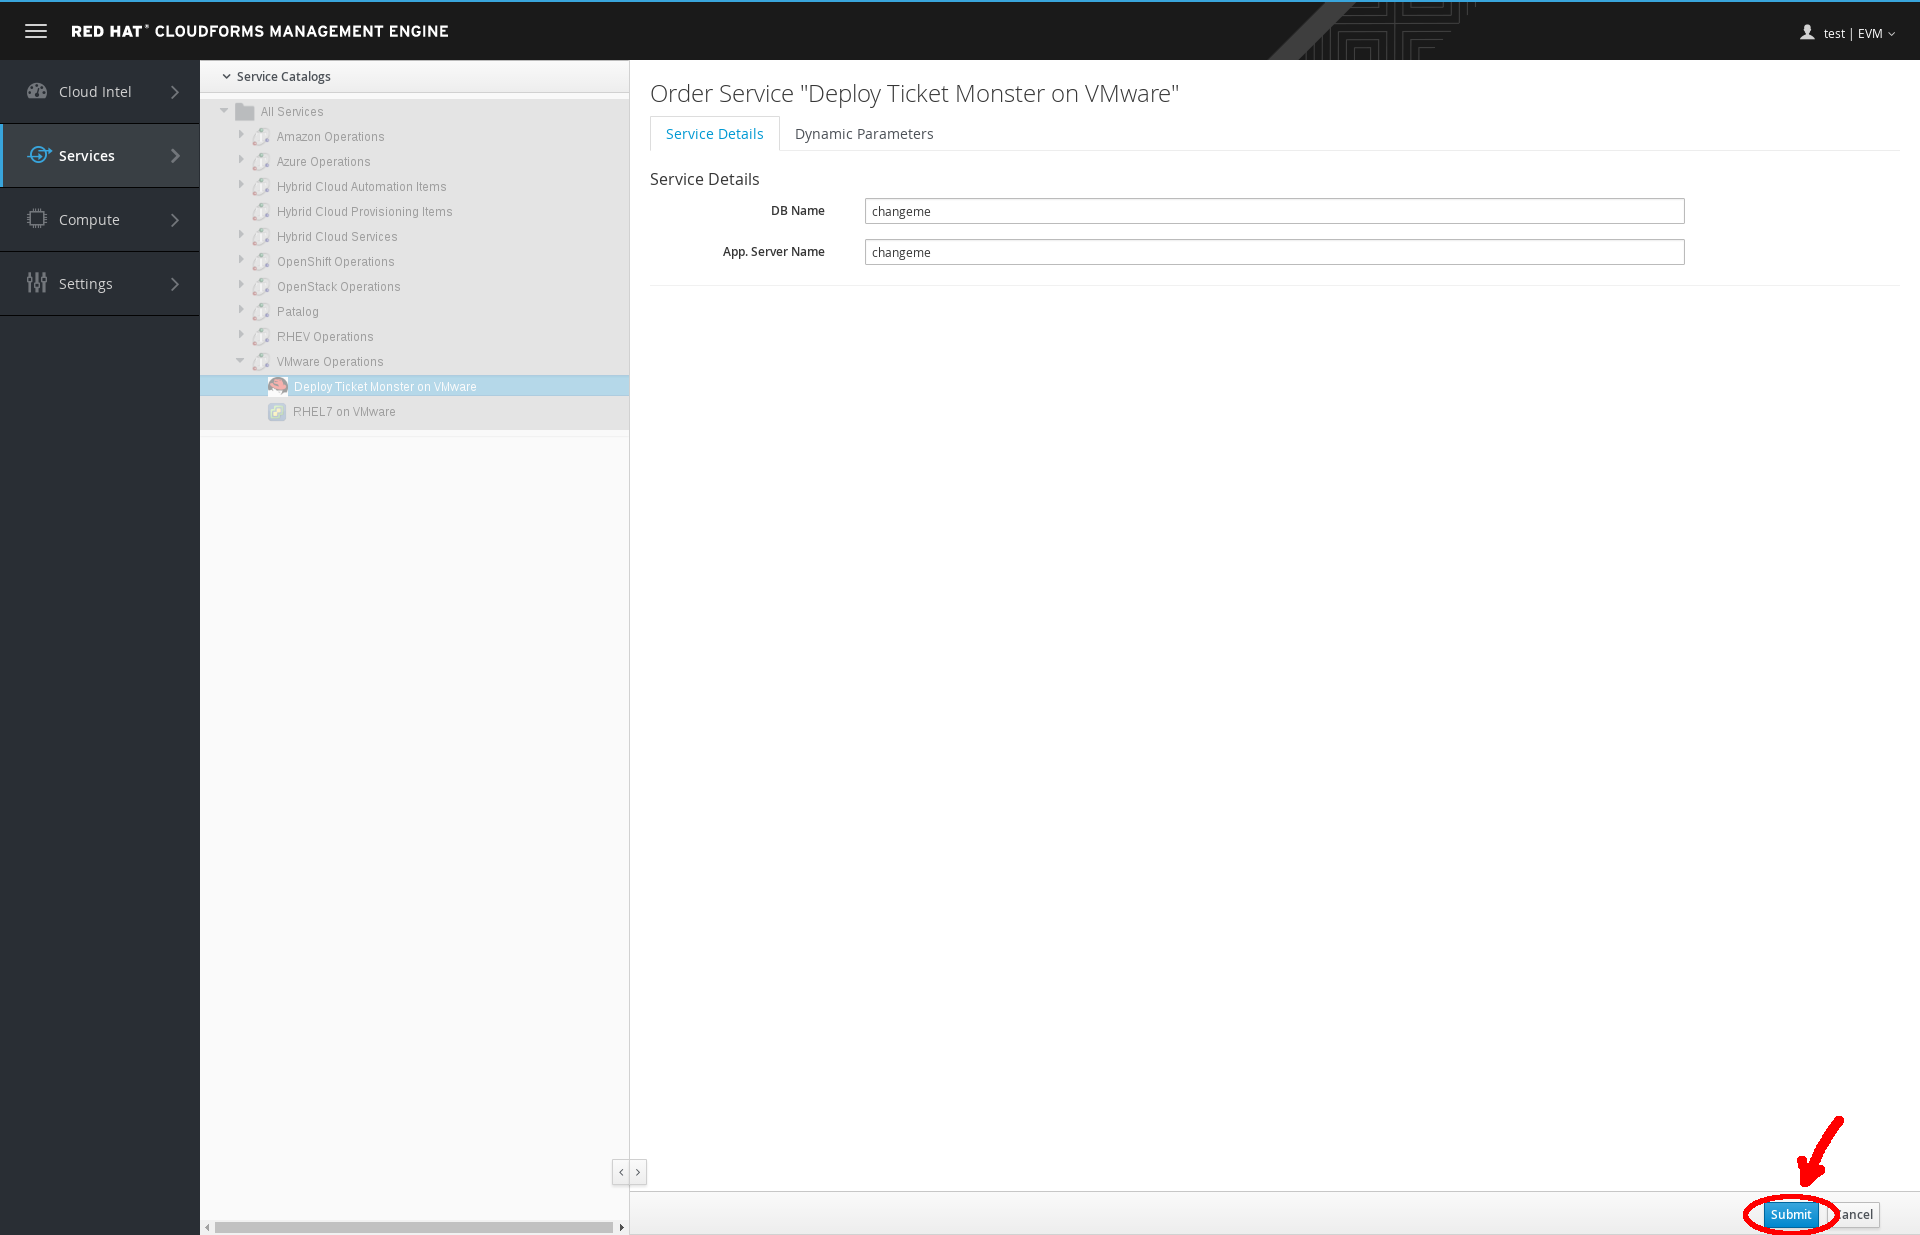 RED HAT® CLOUDFORMS MANAGEMENT ENGINE
test | EVM
Cloud Intel
Services
Compute
Settings
Service Catalogs
All Services
Amazon Operations
Azure Operations
Hybrid Cloud Automation Items
Hybrid Cloud Provisioning Items
Hybrid Cloud Services
OpenShift Operations
OpenStack Operations
Patalog
RHEV Operations
VMware Operations
Deploy Ticket Monster on VMware
RHEL7 on VMware
Order Service "Deploy Ticket Monster on VMware"
Service Details Dynamic Parameters
Service Details
DB Name changeme
App. Server Name changeme
Submit Cancel